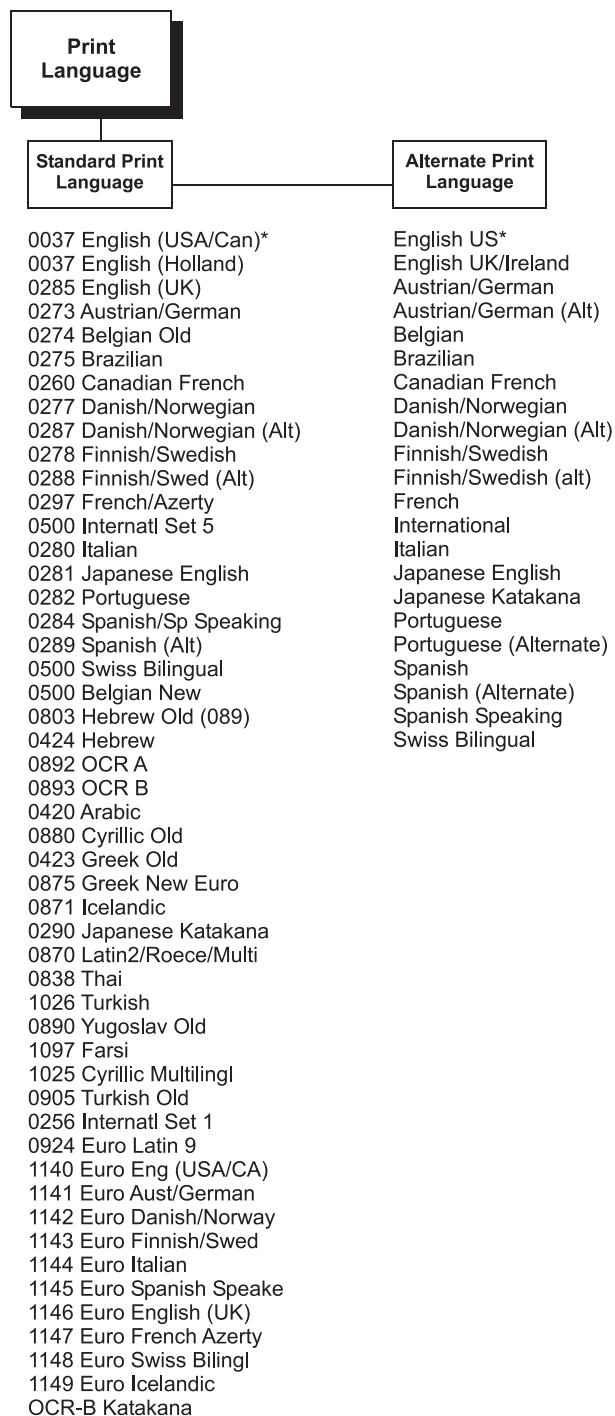 Print
Language
Standard Print
Language
0037 English (USA/Can)*
0037 English (Holland)
0285 English (UK)
0273 Austrian/German
0274 Belgian Old
0275 Brazilian
0260 Canadian French
0277 Danish/Norwegian
0287 Danish/Norwegian (Alt)
0278 Finnish/Swedish
0288 Finnish/Swed (Alt)
0297 French/Azerty
0500 Internatl Set 5
0280 Italian
0281 Japanese English
0282 Portuguese
0284 Spanish/Sp Speaking
0289 Spanish (Alt)
0500 Swiss Bilingual
0500 Belgian New
0803 Hebrew Old (089)
0424 Hebrew
0892 OCR A
0893 OCR B
0420 Arabic
0880 Cyrillic Old
0423 Greek Old
0875 Greek New Euro
0871 Icelandic
0290 Japanese Katakana
0870 Latin2/Roece/Multi
0838 Thai
1026 Turkish
0890 Yugoslav Old
1097 Farsi
1025 Cyrillic Multilingl
0905 Turkish Old
0256 Internatl Set 1
0924 Euro Latin 9
1140 Euro Eng (USA/CA)
1141 Euro Aust/German
1142 Euro Danish/Norway
1143 Euro Finnish/Swed
1144 Euro Italian
1145 Euro Spanish Speake
1146 Euro English (UK)
1147 Euro French Azerty
1148 Euro Swiss Bilingl
1149 Euro Icelandic
OCR-B Katakana
Alternate Print
Language
English US*
English UK/Ireland
Austrian/German
Austrian/German (Alt)
Belgian
Brazilian
Canadian French
Danish/Norwegian
Danish/Norwegian (Alt)
Finnish/Swedish
Finnish/Swedish (alt)
French
International
Italian
Japanese English
Japanese Katakana
Portuguese
Portuguese (Alternate)
Spanish
Spanish (Alternate)
Spanish Speaking
Swiss Bilingual